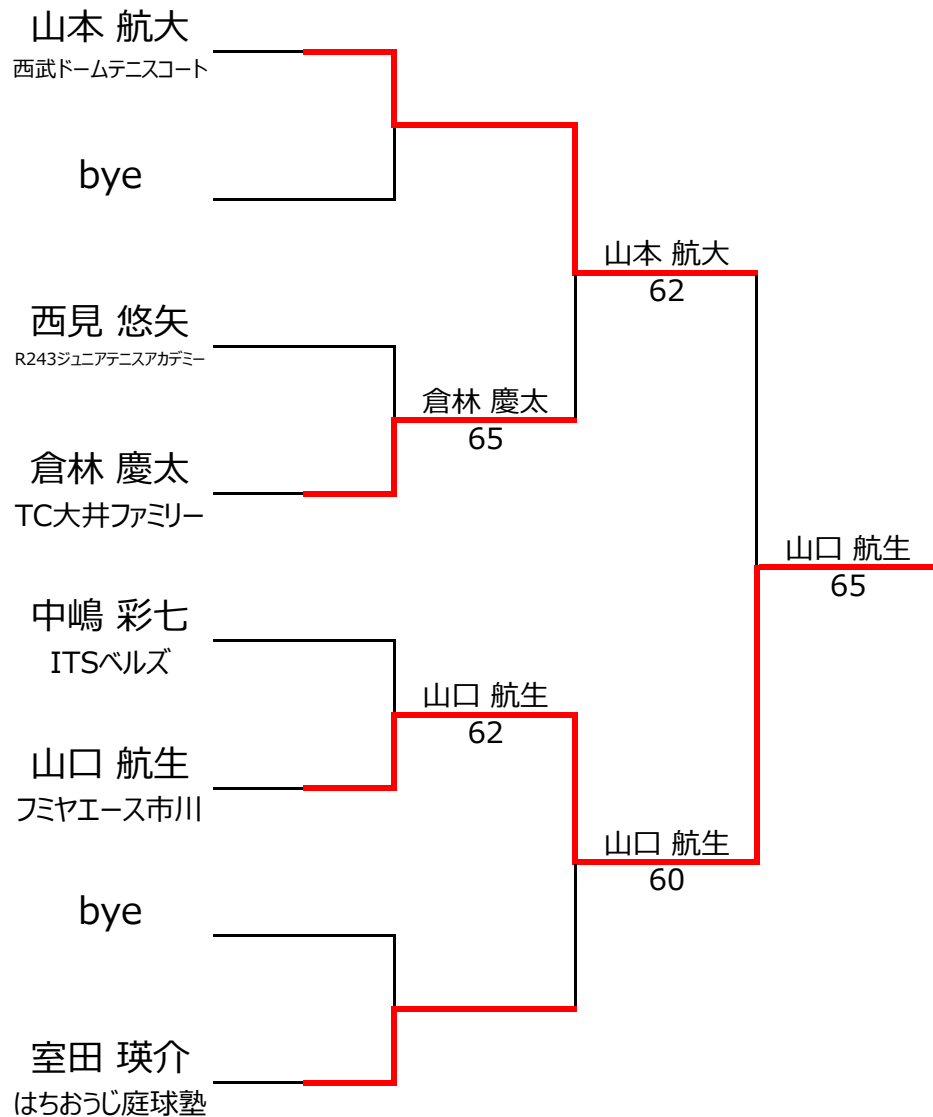 山本 航大
西武ドームテニスコート
bye
西見 悠矢
R243ジュニアテニスアカデミー
倉林 慶太
TC大井ファミリー
中嶋 彩七
ITSベルズ
山口 航生
フミヤエース市川
bye
室田 瑛介
はちおうじ庭球塾
倉林 慶太
65
山口 航生
62
山本 航大
62
山口 航生
60
山口 航生
65